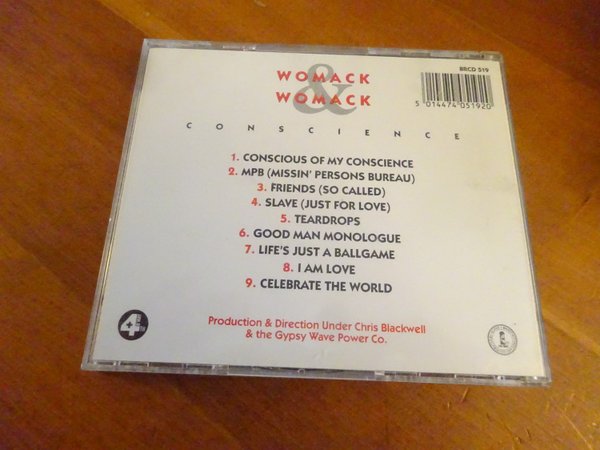 WOMACK
&
WOMACK
BRCD 519
5 014474 051920
CONSCIENCE
1. CONSCIOUS OF MY CONSCIENCE
2. MPB (MISSIN' PERSONS BUREAU)
3. FRIENDS (SO CALLED)
4. SLAVE (JUST FOR LOVE)
5. TEARDROPS
6. GOOD MAN MONOLOGUE
7. LIFE'S JUST A BALLGAME
8. I AM LOVE
9. CELEBRATE THE WORLD
Production & Direction Under Chris Blackwell
& the Gypsy Wave Power Co.
4